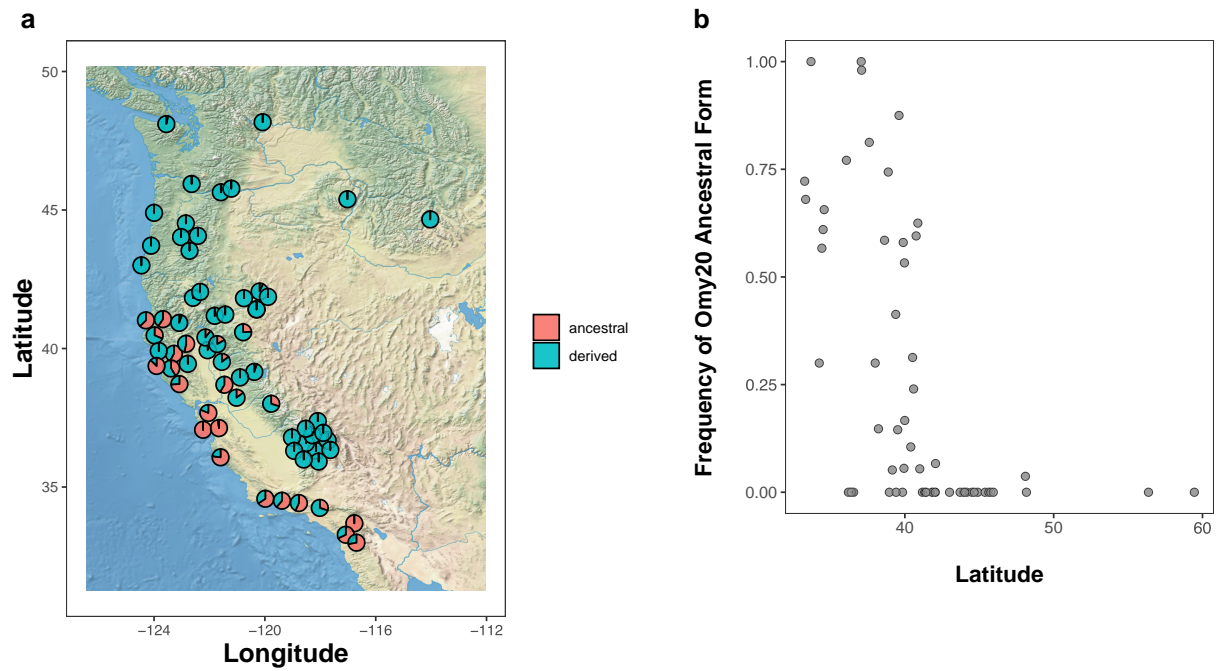 a
Latitude
50
45
40
35
−124
−120
−116
−112
Longitude
ancestral
derived
b
Frequency of Omy20 Ancestral Form
1.00
0.75
0.50
0.25
0.00
40
50
60
Latitude